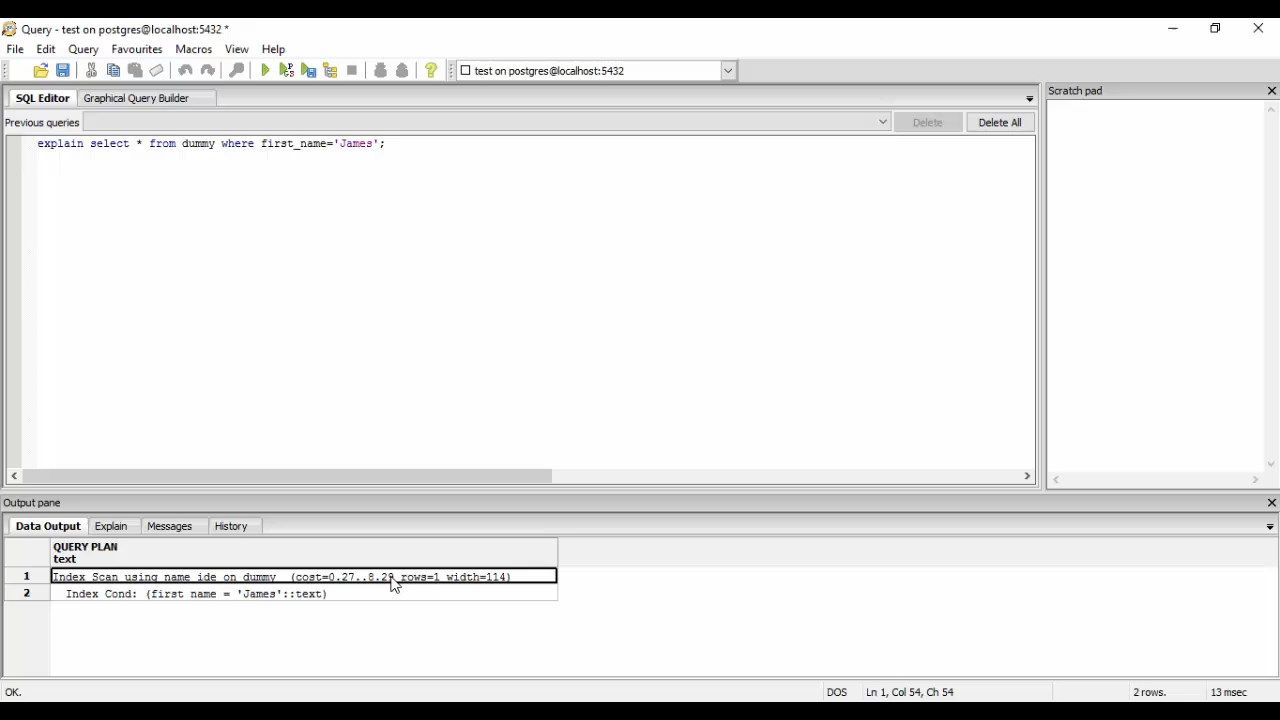 Query - test on postgres@localhost:5432 *
File Edit Query Favourites Macros View Help
test on postgres@localhost:5432
SQL Editor Graphical Query Builder
Scratch pad
Previous queries Delete Delete All
explain select * from dummy where first_name='James';
Output pane
Data Output Explain Messages History
QUERY PLAN
text
1 Index Scan using name_ide on dummy (cost=0.27..8.29 rows=1 width=114)
2 Index Cond: (first_name = 'James'::text)
OK. DOS Ln 1, Col 54, Ch 54 2 rows. 13 msec